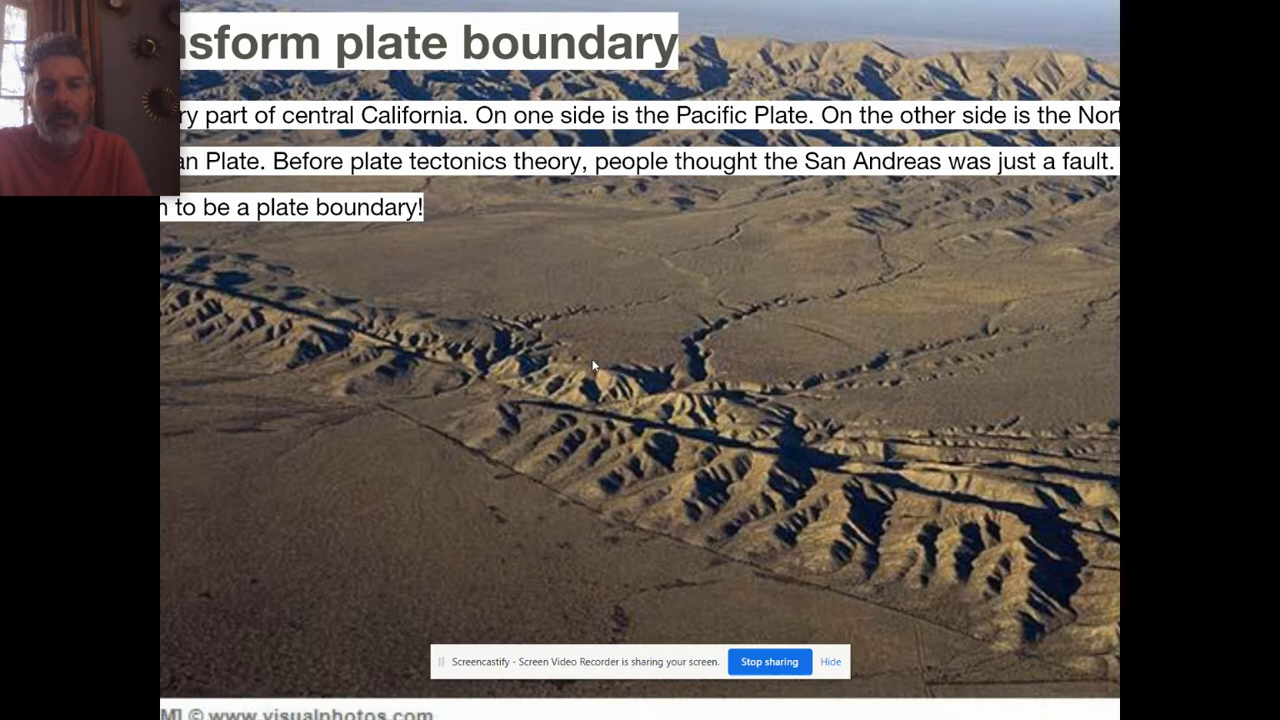 nsform plate boundary
ry part of central California. On one side is the Pacific Plate. On the other side is the Nort
an Plate. Before plate tectonics theory, people thought the San Andreas was just a fault.
n to be a plate boundary!
Screencastify - Screen Video Recorder is sharing your screen. Stop sharing Hide
M] © www.visualphotos.com